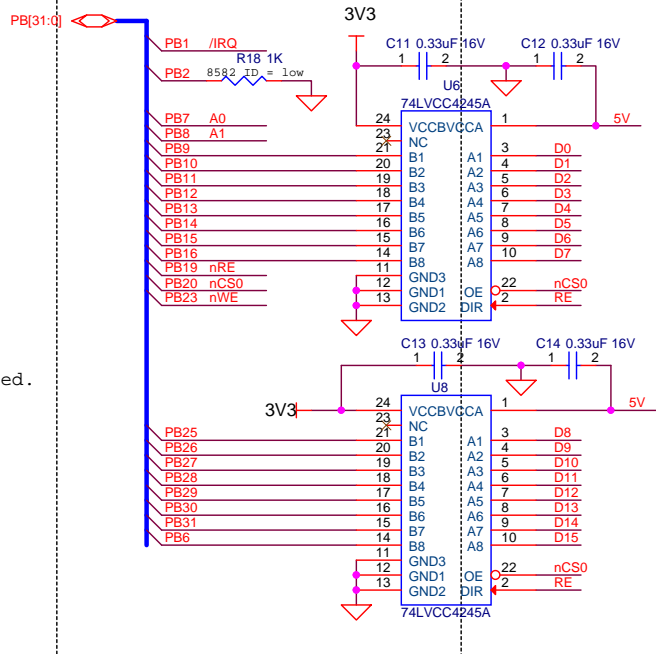 PB[31:0]
3V3
PB1 /IRQ
C11 0.33uF 16V
C12 0.33uF 16V
R18 1K
1 2
1 2
PB2 8582 ID = low
U6
74LVCC4245A
PB7 A0
24 VCCB VCCA 1 5V
PB8 A1
23 NC
PB9 21 B1 A1 3 D0
PB10 20 B2 A2 4 D1
PB11 19 B3 A3 5 D2
PB12 18 B4 A4 6 D3
PB13 17 B5 A5 7 D4
PB14 16 B6 A6 8 D5
PB15 15 B7 A7 9 D6
PB16 14 B8 A8 10 D7
PB19 nRE 11 GND3
PB20 nCS0 12 GND1 OE 22 nCS0
PB23 nWE 13 GND2 DIR 2 RE
C13 0.33uF 16V
C14 0.33uF 16V
1 2
1 2
ed.
U8
3V3 24 VCCB VCCA 1 5V
23 NC
PB25 21 B1 A1 3 D8
PB26 20 B2 A2 4 D9
PB27 19 B3 A3 5 D10
PB28 18 B4 A4 6 D11
PB29 17 B5 A5 7 D12
PB30 16 B6 A6 8 D13
PB31 15 B7 A7 9 D14
PB6 14 B8 A8 10 D15
11 GND3
12 GND1 OE 22 nCS0
13 GND2 DIR 2 RE
74LVCC4245A